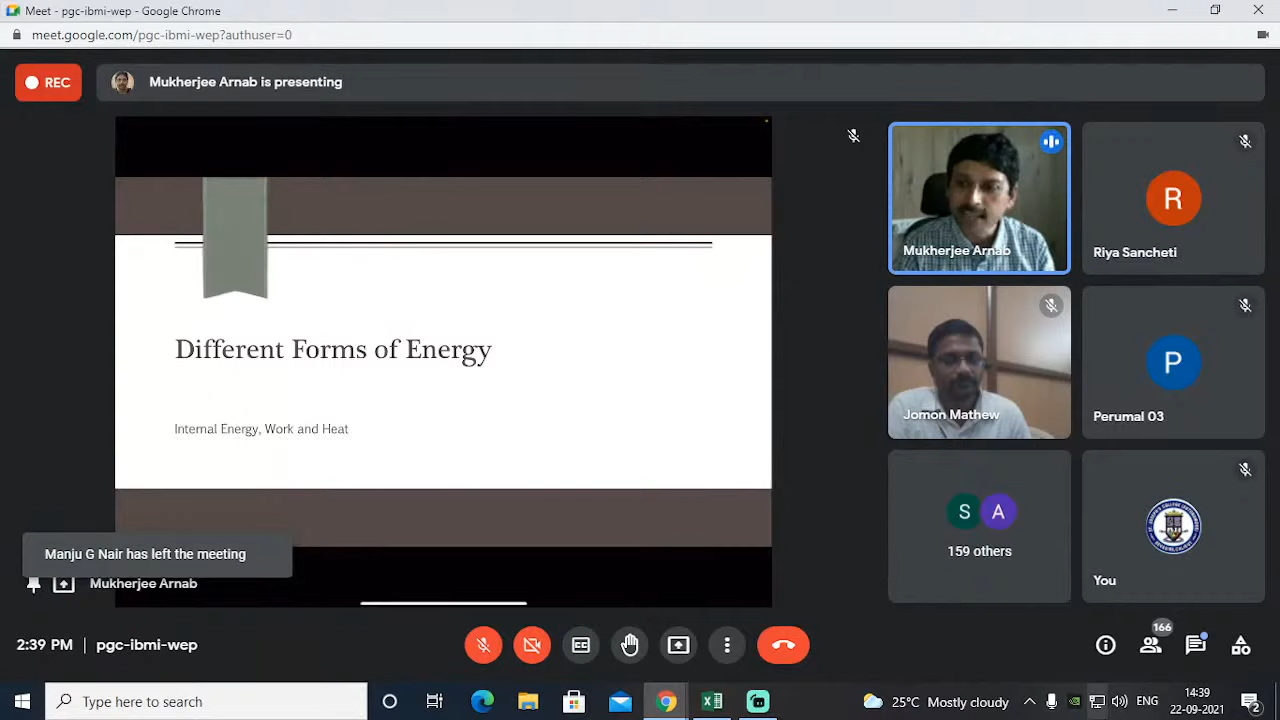 Meet - pgc-ibmi-wep - Google Chrome
meet.google.com/pgc-ibmi-wep?authuser=0
REC
Mukherjee Arnab is presenting
Different Forms of Energy
Internal Energy, Work and Heat
Mukherjee Arnab
R
Riya Sancheti
Jomon Mathew
P
Perumal 03
S A
159 others
You
Manju G Nair has left the meeting
Mukherjee Arnab
2:39 PM | pgc-ibmi-wep
CC
166
Type here to search
25°C Mostly cloudy
ENG
14:39
22-09-2021
2